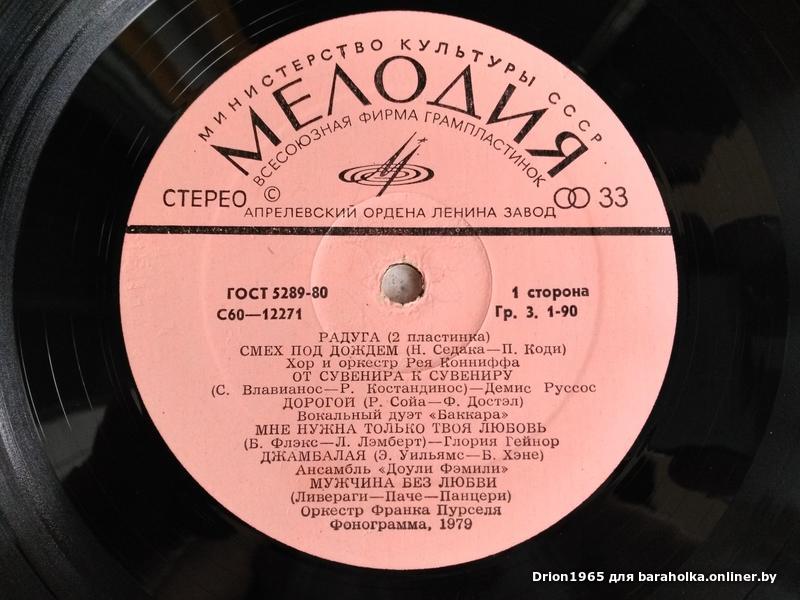 МИНИСТЕРСТВО КУЛЬТУРЫ СССР
МЕЛОДИЯ
ВСЕСОЮЗНАЯ ФИРМА ГРАМПЛАСТИНОК
СТЕРЕО © 33
АПРЕЛЕВСКИЙ ОРДЕНА ЛЕНИНА ЗАВОД
ГОСТ 5289-80 1 сторона
С60—12271 Гр. 3. 1-90
РАДУГА (2 пластинка)
СМЕХ ПОД ДОЖДЕМ (Н. Седака—П. Коди)
Хор и оркестр Рея Конниффа
ОТ СУВЕНИРА К СУВЕНИРУ
(С. Влавианос—Р. Костандинос)—Демис Руссос
ДОРОГОЙ (Р. Сойа—Ф. Достэл)
Вокальный дуэт «Баккара»
МНЕ НУЖНА ТОЛЬКО ТВОЯ ЛЮБОВЬ
(Б. Флэкс—Л. Лэмберт)—Глория Гейнор
ДЖАМБАЛАЯ (Э. Уильямс—Б. Хэне)
Ансамбль «Доули Фэмили»
МУЖЧИНА БЕЗ ЛЮБВИ
(Ливераги—Паче—Панцери)
Оркестр Франка Пурселя
Фонограмма, 1979
Drion1965 для baraholka.onliner.by